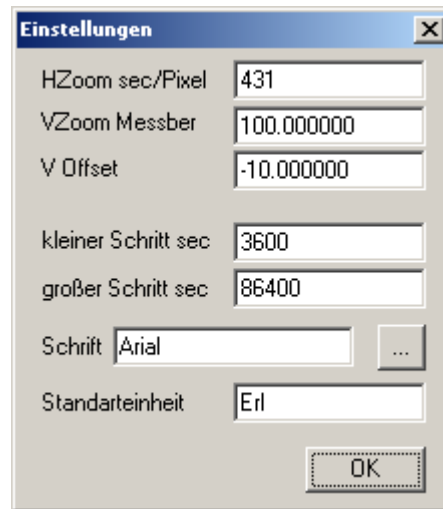 Einstellungen
HZoom sec/Pixel 431
VZoom Messber 100.000000
V Offset -10.000000
kleiner Schritt sec 3600
großer Schritt sec 86400
Schrift Arial ...
Standarteinheit Erl
OK